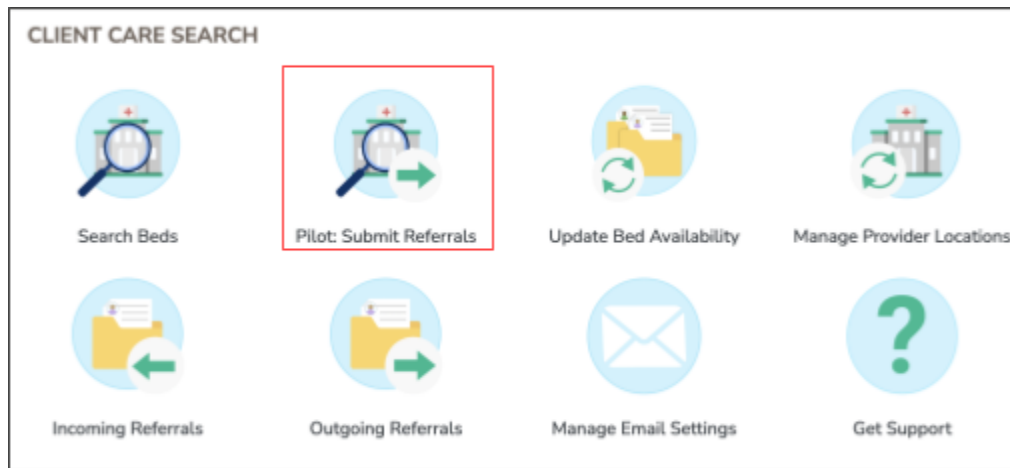 CLIENT CARE SEARCH
Search Beds
Pilot: Submit Referrals
Update Bed Availability
Manage Provider Locations
Incoming Referrals
Outgoing Referrals
Manage Email Settings
Get Support